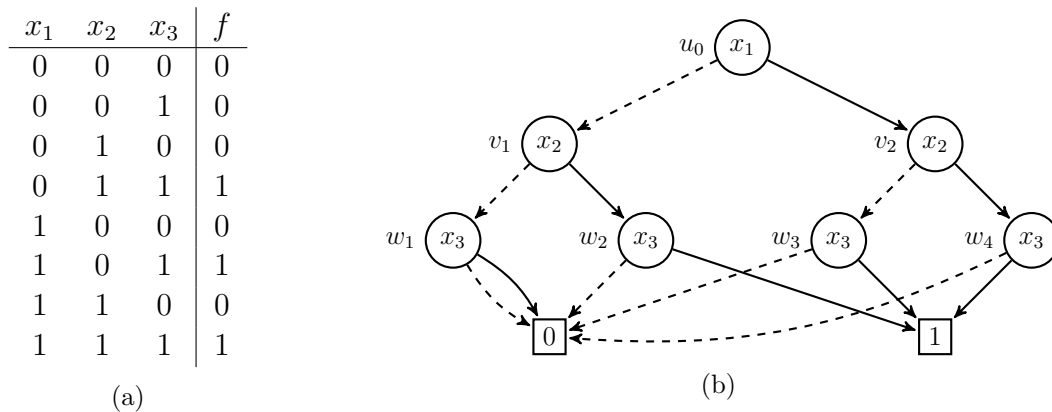 x₁ x₂ x₃ f
0 0 0 0
0 0 1 0
0 1 0 0
0 1 1 1
1 0 0 0
1 0 1 1
1 1 0 0
1 1 1 1
(a)
u₀ x₁
v₁ x₂ v₂ x₂
w₁ x₃ w₂ x₃ w₃ x₃ w₄ x₃
0 1
(b)